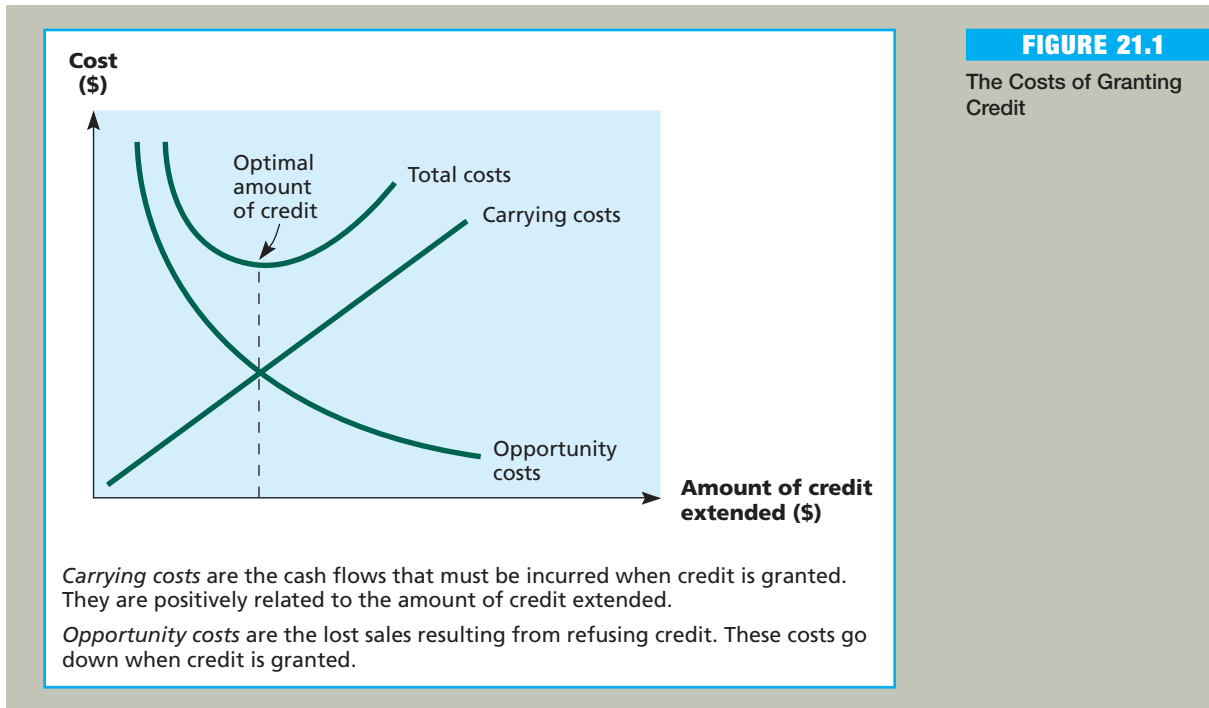 FIGURE 21.1
The Costs of Granting
Credit
Cost
($)
Optimal
amount
of credit
Total costs
Carrying costs
Opportunity
costs
Amount of credit
extended ($)
Carrying costs are the cash flows that must be incurred when credit is granted.
They are positively related to the amount of credit extended.
Opportunity costs are the lost sales resulting from refusing credit. These costs go
down when credit is granted.